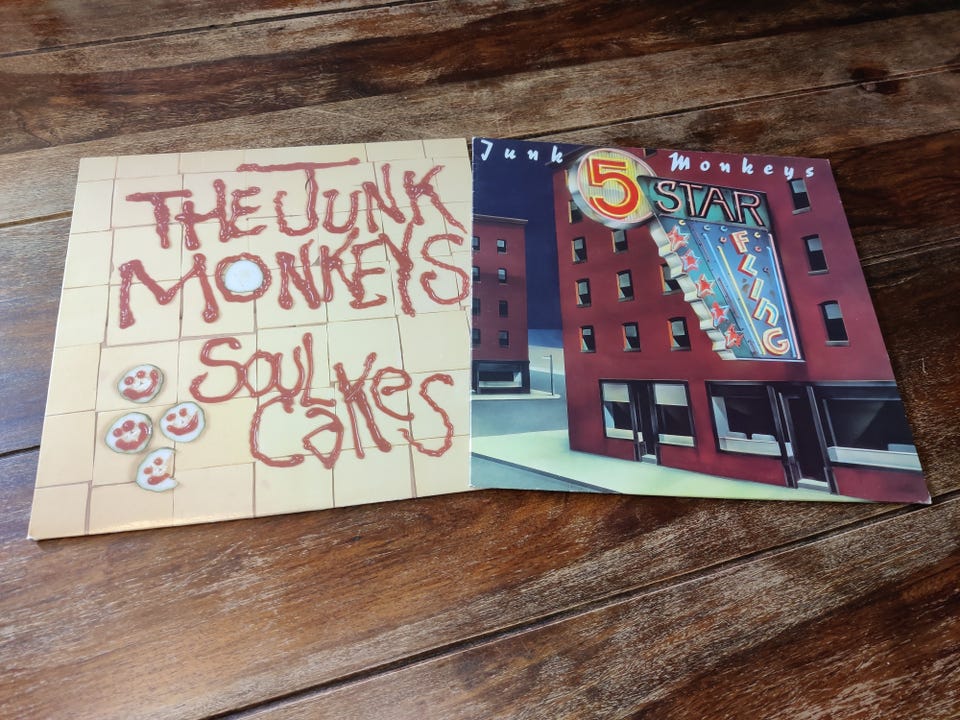 THE JUNK
MONKEYS
SOUL
CaKes
Junk Monkeys
5 STAR
FLING